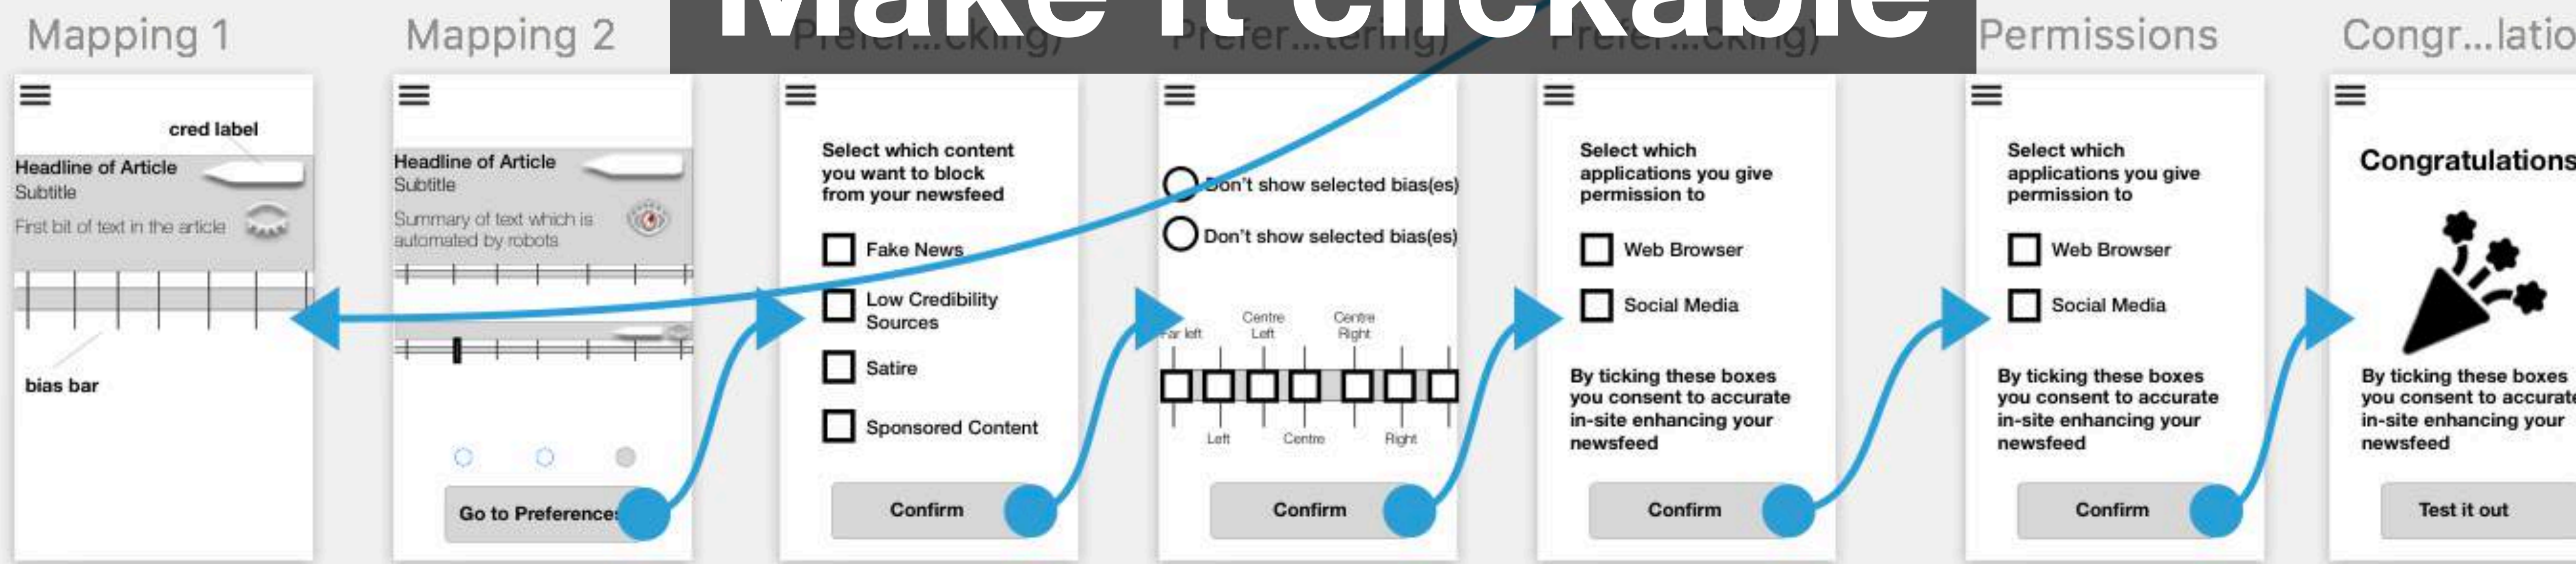 Make it clickable
Mapping 1
Mapping 2
Prefer...cking)
Prefer...tering)
Prefer...cking)
Permissions
Congr...latio
cred label
Headline of Article
Subtitle
First bit of text in the article
bias bar
Headline of Article
Subtitle
Summary of text which is
automated by robots
Go to Preferences
Select which content
you want to block
from your newsfeed
Fake News
Low Credibility
Sources
Satire
Sponsored Content
Confirm
Don't show selected bias(es)
Don't show selected bias(es)
Far left
Centre
Left
Centre
Right
Left
Centre
Right
Confirm
Select which
applications you give
permission to
Web Browser
Social Media
By ticking these boxes
you consent to accurate
in-site enhancing your
newsfeed
Confirm
Select which
applications you give
permission to
Web Browser
Social Media
By ticking these boxes
you consent to accurate
in-site enhancing your
newsfeed
Confirm
Congratulations
By ticking these boxes
you consent to accurate
in-site enhancing your
newsfeed
Test it out